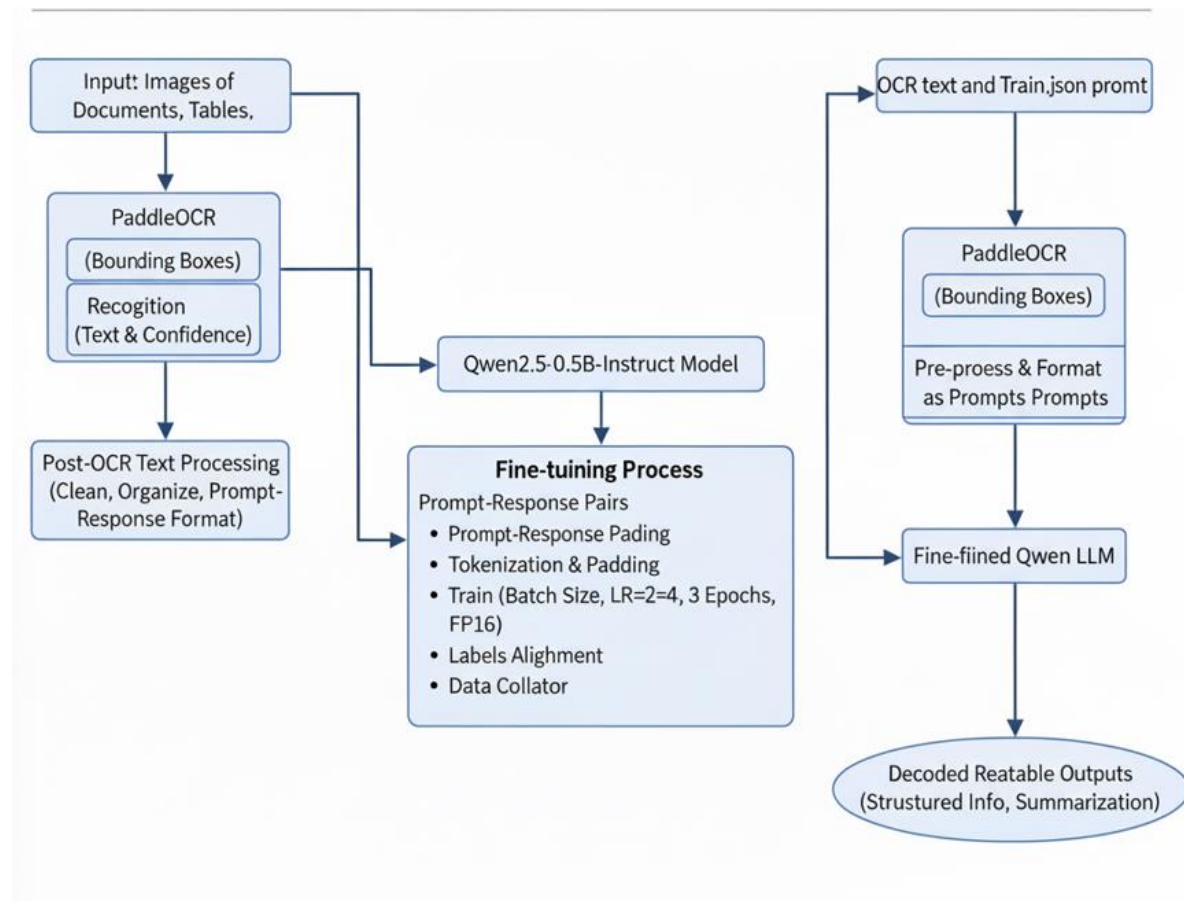 Input: Images of
Documents, Tables,
PaddleOCR
(Bounding Boxes)
Recogition
(Text & Confidence)
Post-OCR Text Processing
(Clean, Organize, Prompt-
Response Format)
Qwen2.5-0.5B-Instruct Model
Fine-tuining Process
Prompt-Response Pairs
• Prompt-Response Pading
• Tokenization & Padding
• Train (Batch Size, LR=2=4, 3 Epochs,
FP16)
• Labels Alighment
• Data Collator
OCR text and Train.json promt
PaddleOCR
(Bounding Boxes)
Pre-proess & Format
as Prompts Prompts
Fine-fiined Qwen LLM
Decoded Reatable Outputs
(Strustured Info, Summarization)